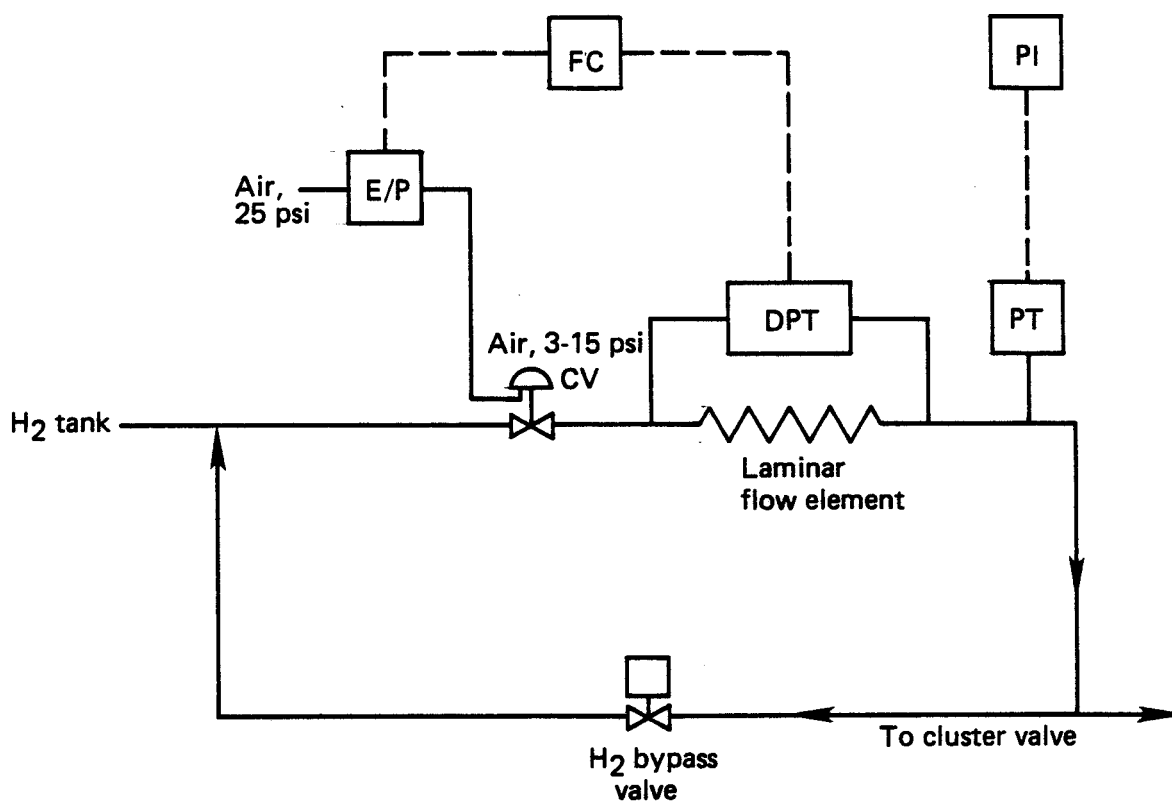 FC
PI
E/P
Air,
25 psi
DPT
PT
Air, 3-15 psi
CV
H₂ tank
Laminar
flow element
To cluster valve
H₂ bypass
valve